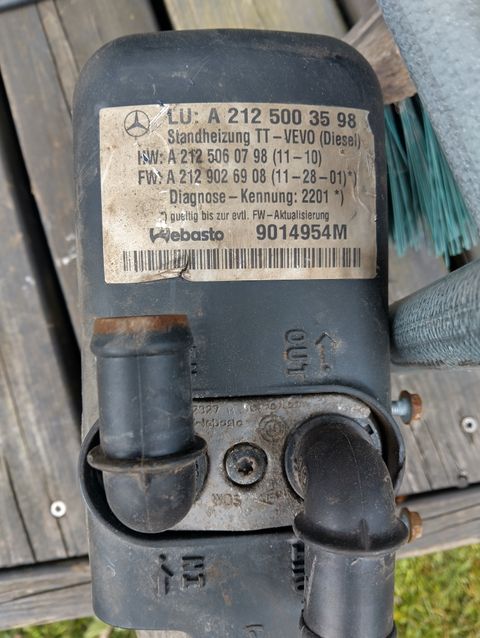 LU: A 212 500 35 98
Standheizung TT-VEVO (Diesel)
HW: A 212 506 07 98 (11-10)
FW: A 212 902 69 08 (11-28-01)*)
Diagnose-Kennung: 2201 *)
*) gueltig bis zur evtl. FW-Aktualisierung
Webasto 9014954M
OUT
Webasto
IN